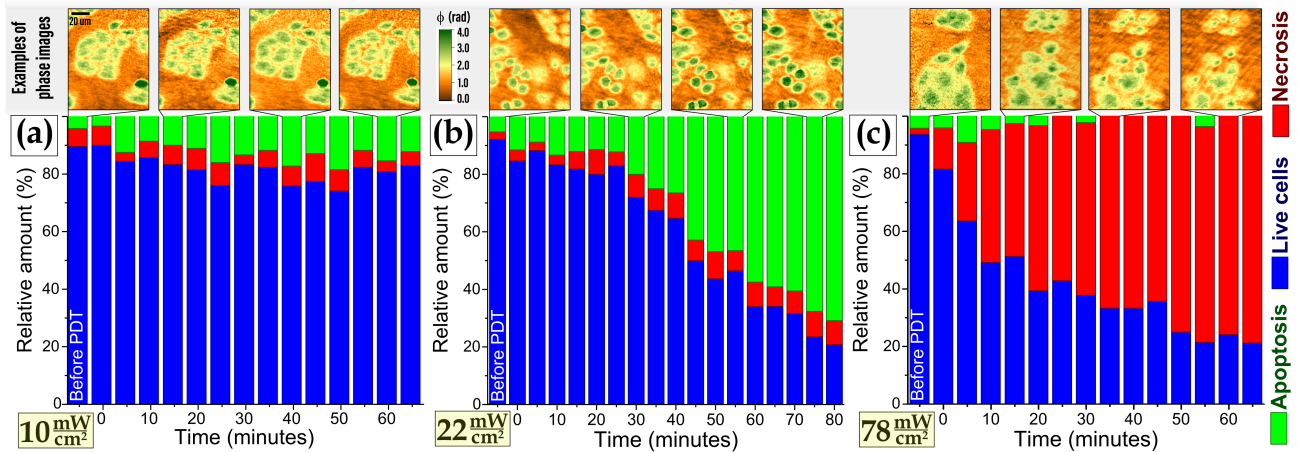 Examples of
phase images
20 um
ϕ (rad)
4.0
3.0
2.0
1.0
0.0
(a)
Relative amount (%)
80
60
40
20
0
Before PDT
0 10 20 30 40 50 60
Time (minutes)
10 mW/cm²
(b)
Relative amount (%)
80
60
40
20
0
Before PDT
0 10 20 30 40 50 60 70 80
Time (minutes)
22 mW/cm²
(c)
Relative amount (%)
80
60
40
20
0
Before PDT
0 10 20 30 40 50 60
Time (minutes)
78 mW/cm²
Apoptosis
Live cells
Necrosis